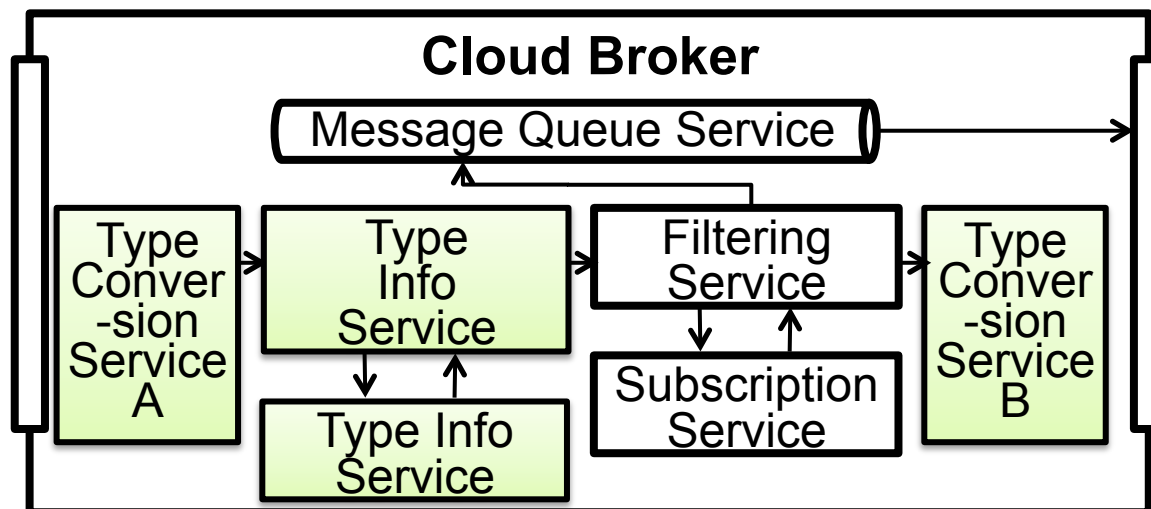 Cloud Broker
Message Queue Service
Type
Conver
-sion
Service
A
Type
Info
Service
Type Info
Service
Filtering
Service
Subscription
Service
Type
Conver
-sion
Service
B